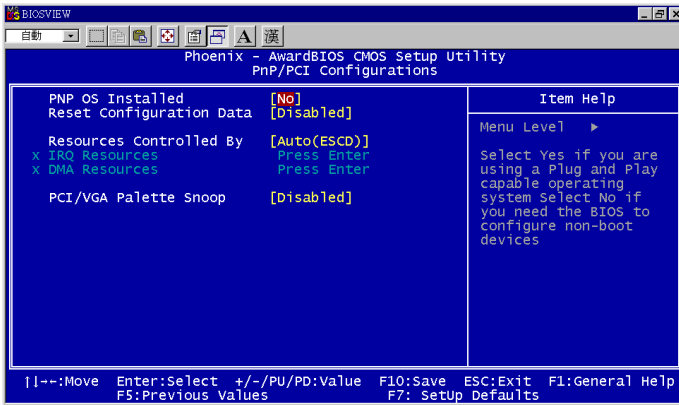 BIOSVIEW
自動
A 漢
Phoenix - AwardBIOS CMOS Setup Utility
PnP/PCI Configurations
PNP OS Installed [No]
Reset Configuration Data [Disabled]
Resources Controlled By [Auto(ESCD)]
x IRQ Resources Press Enter
x DMA Resources Press Enter
PCI/VGA Palette Snoop [Disabled]
Item Help
Menu Level ▶
Select Yes if you are
using a Plug and Play
capable operating
system Select No if
you need the BIOS to
configure non-boot
devices
↑↓→←:Move Enter:Select +/-/PU/PD:Value F10:Save ESC:Exit F1:General Help
F5:Previous Values F7: SetUp Defaults